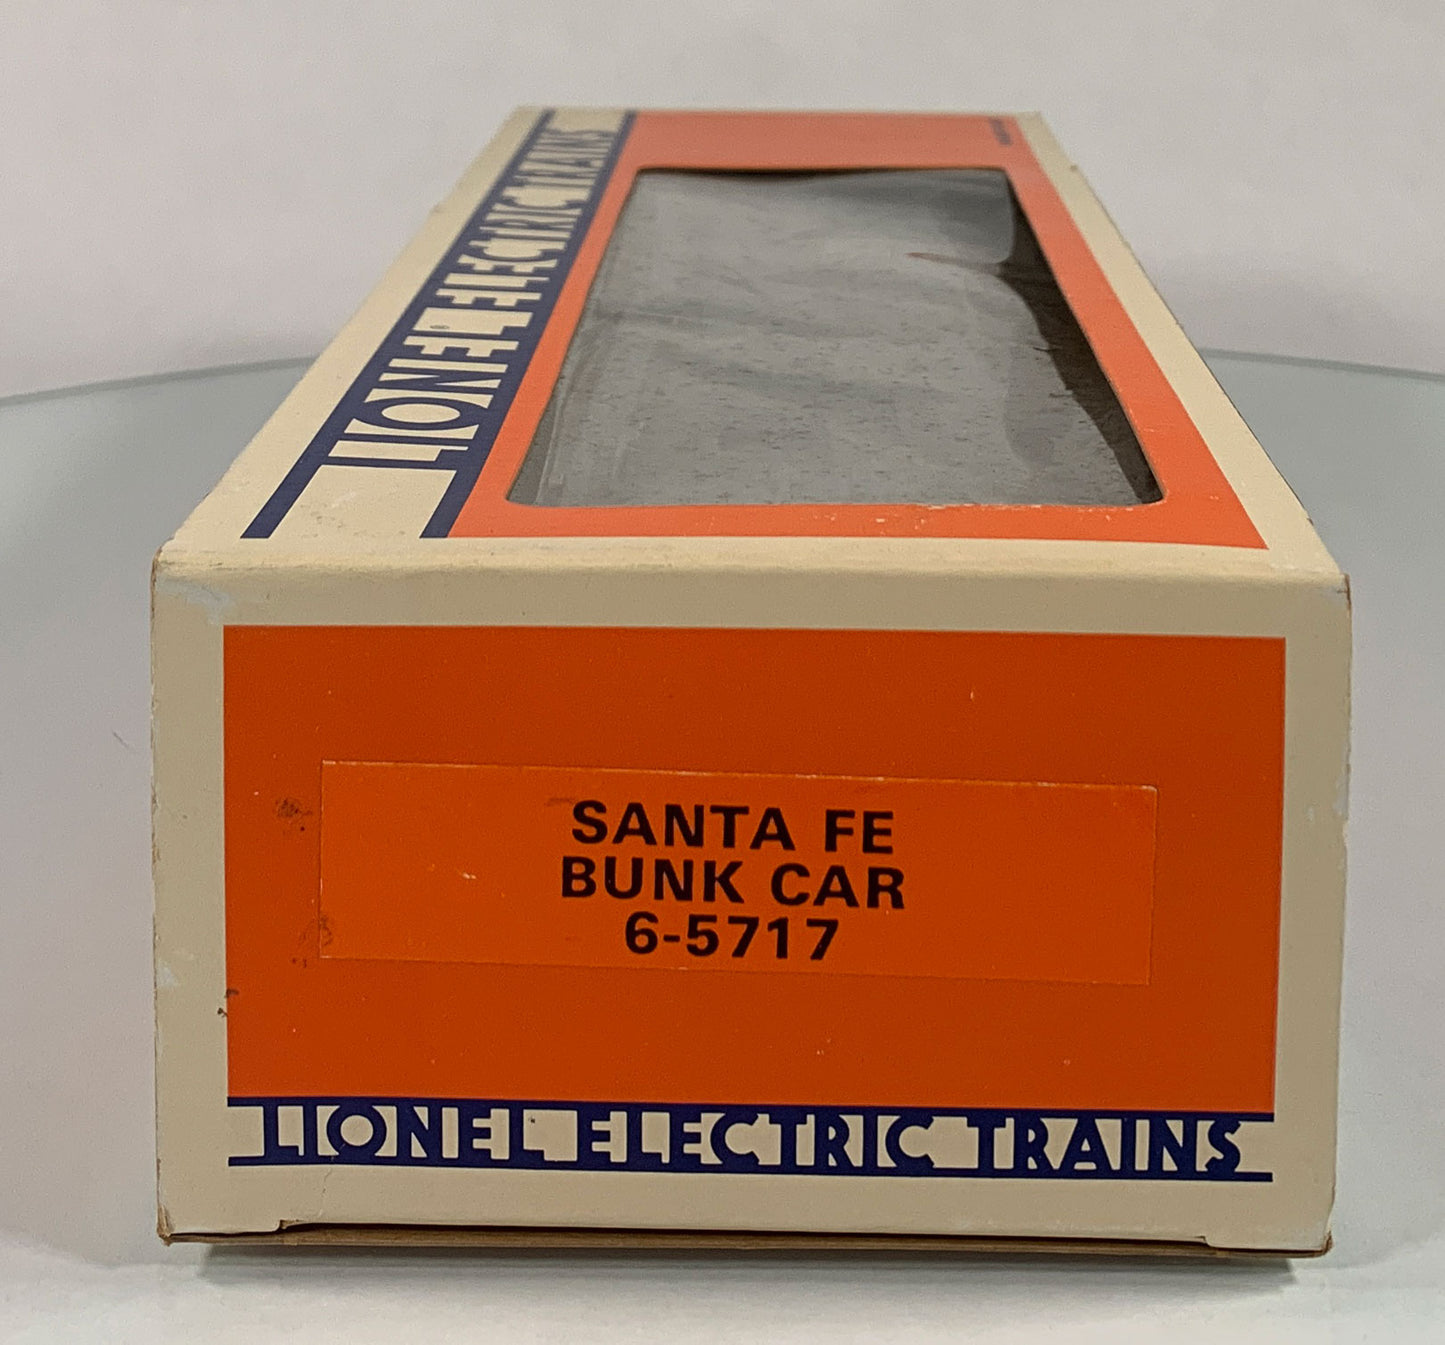 LIONEL ELECTRIC TRAINS
SANTA FE
BUNK CAR
6-5717
LIONEL ELECTRIC TRAINS